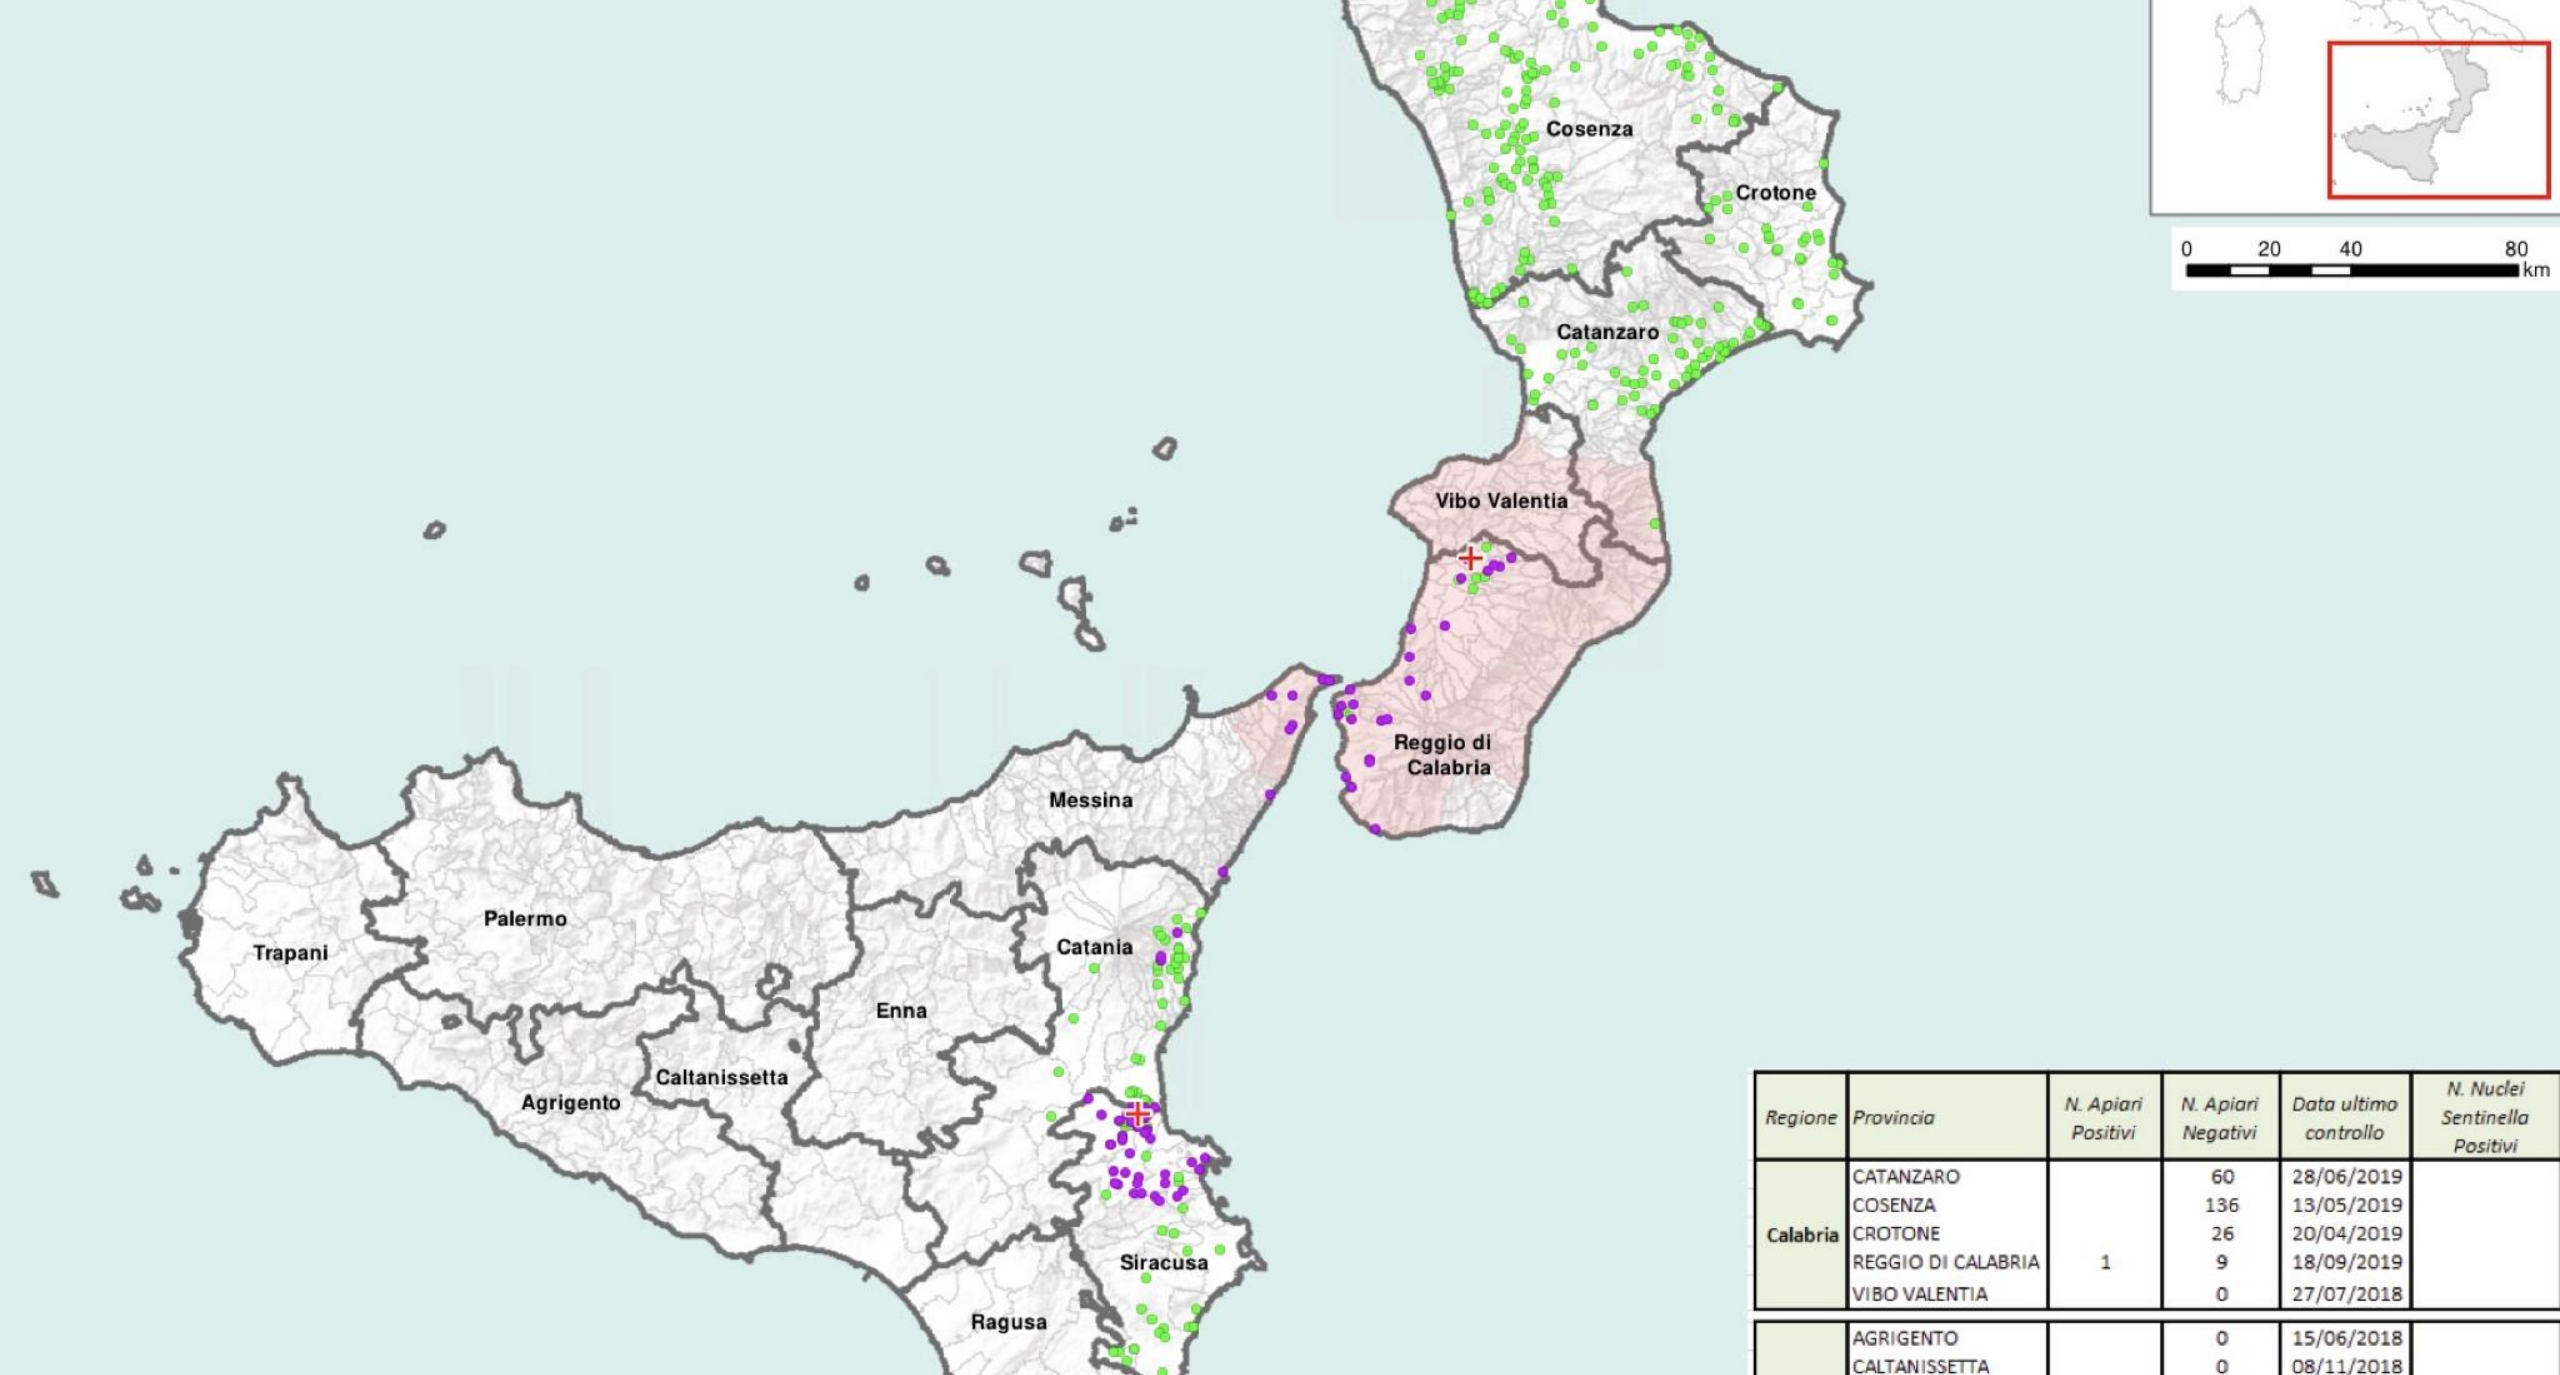 Cosenza
Crotone
0 20 40 80
km
Catanzaro
Vibo Valentia
Reggio di
Calabria
Messina
Palermo
Trapani
Catania
Enna
Caltanissetta
Agrigento
Siracusa
Ragusa
Regione Provincia N. Apiari Positivi N. Apiari Negativi Data ultimo controllo N. Nuclei Sentinella Positivi
CATANZARO 60 28/06/2019
COSENZA 136 13/05/2019
Calabria CROTONE 26 20/04/2019
REGGIO DI CALABRIA 1 9 18/09/2019
VIBO VALENTIA 0 27/07/2018
AGRIGENTO 0 15/06/2018
CALTANISSETTA 0 08/11/2018